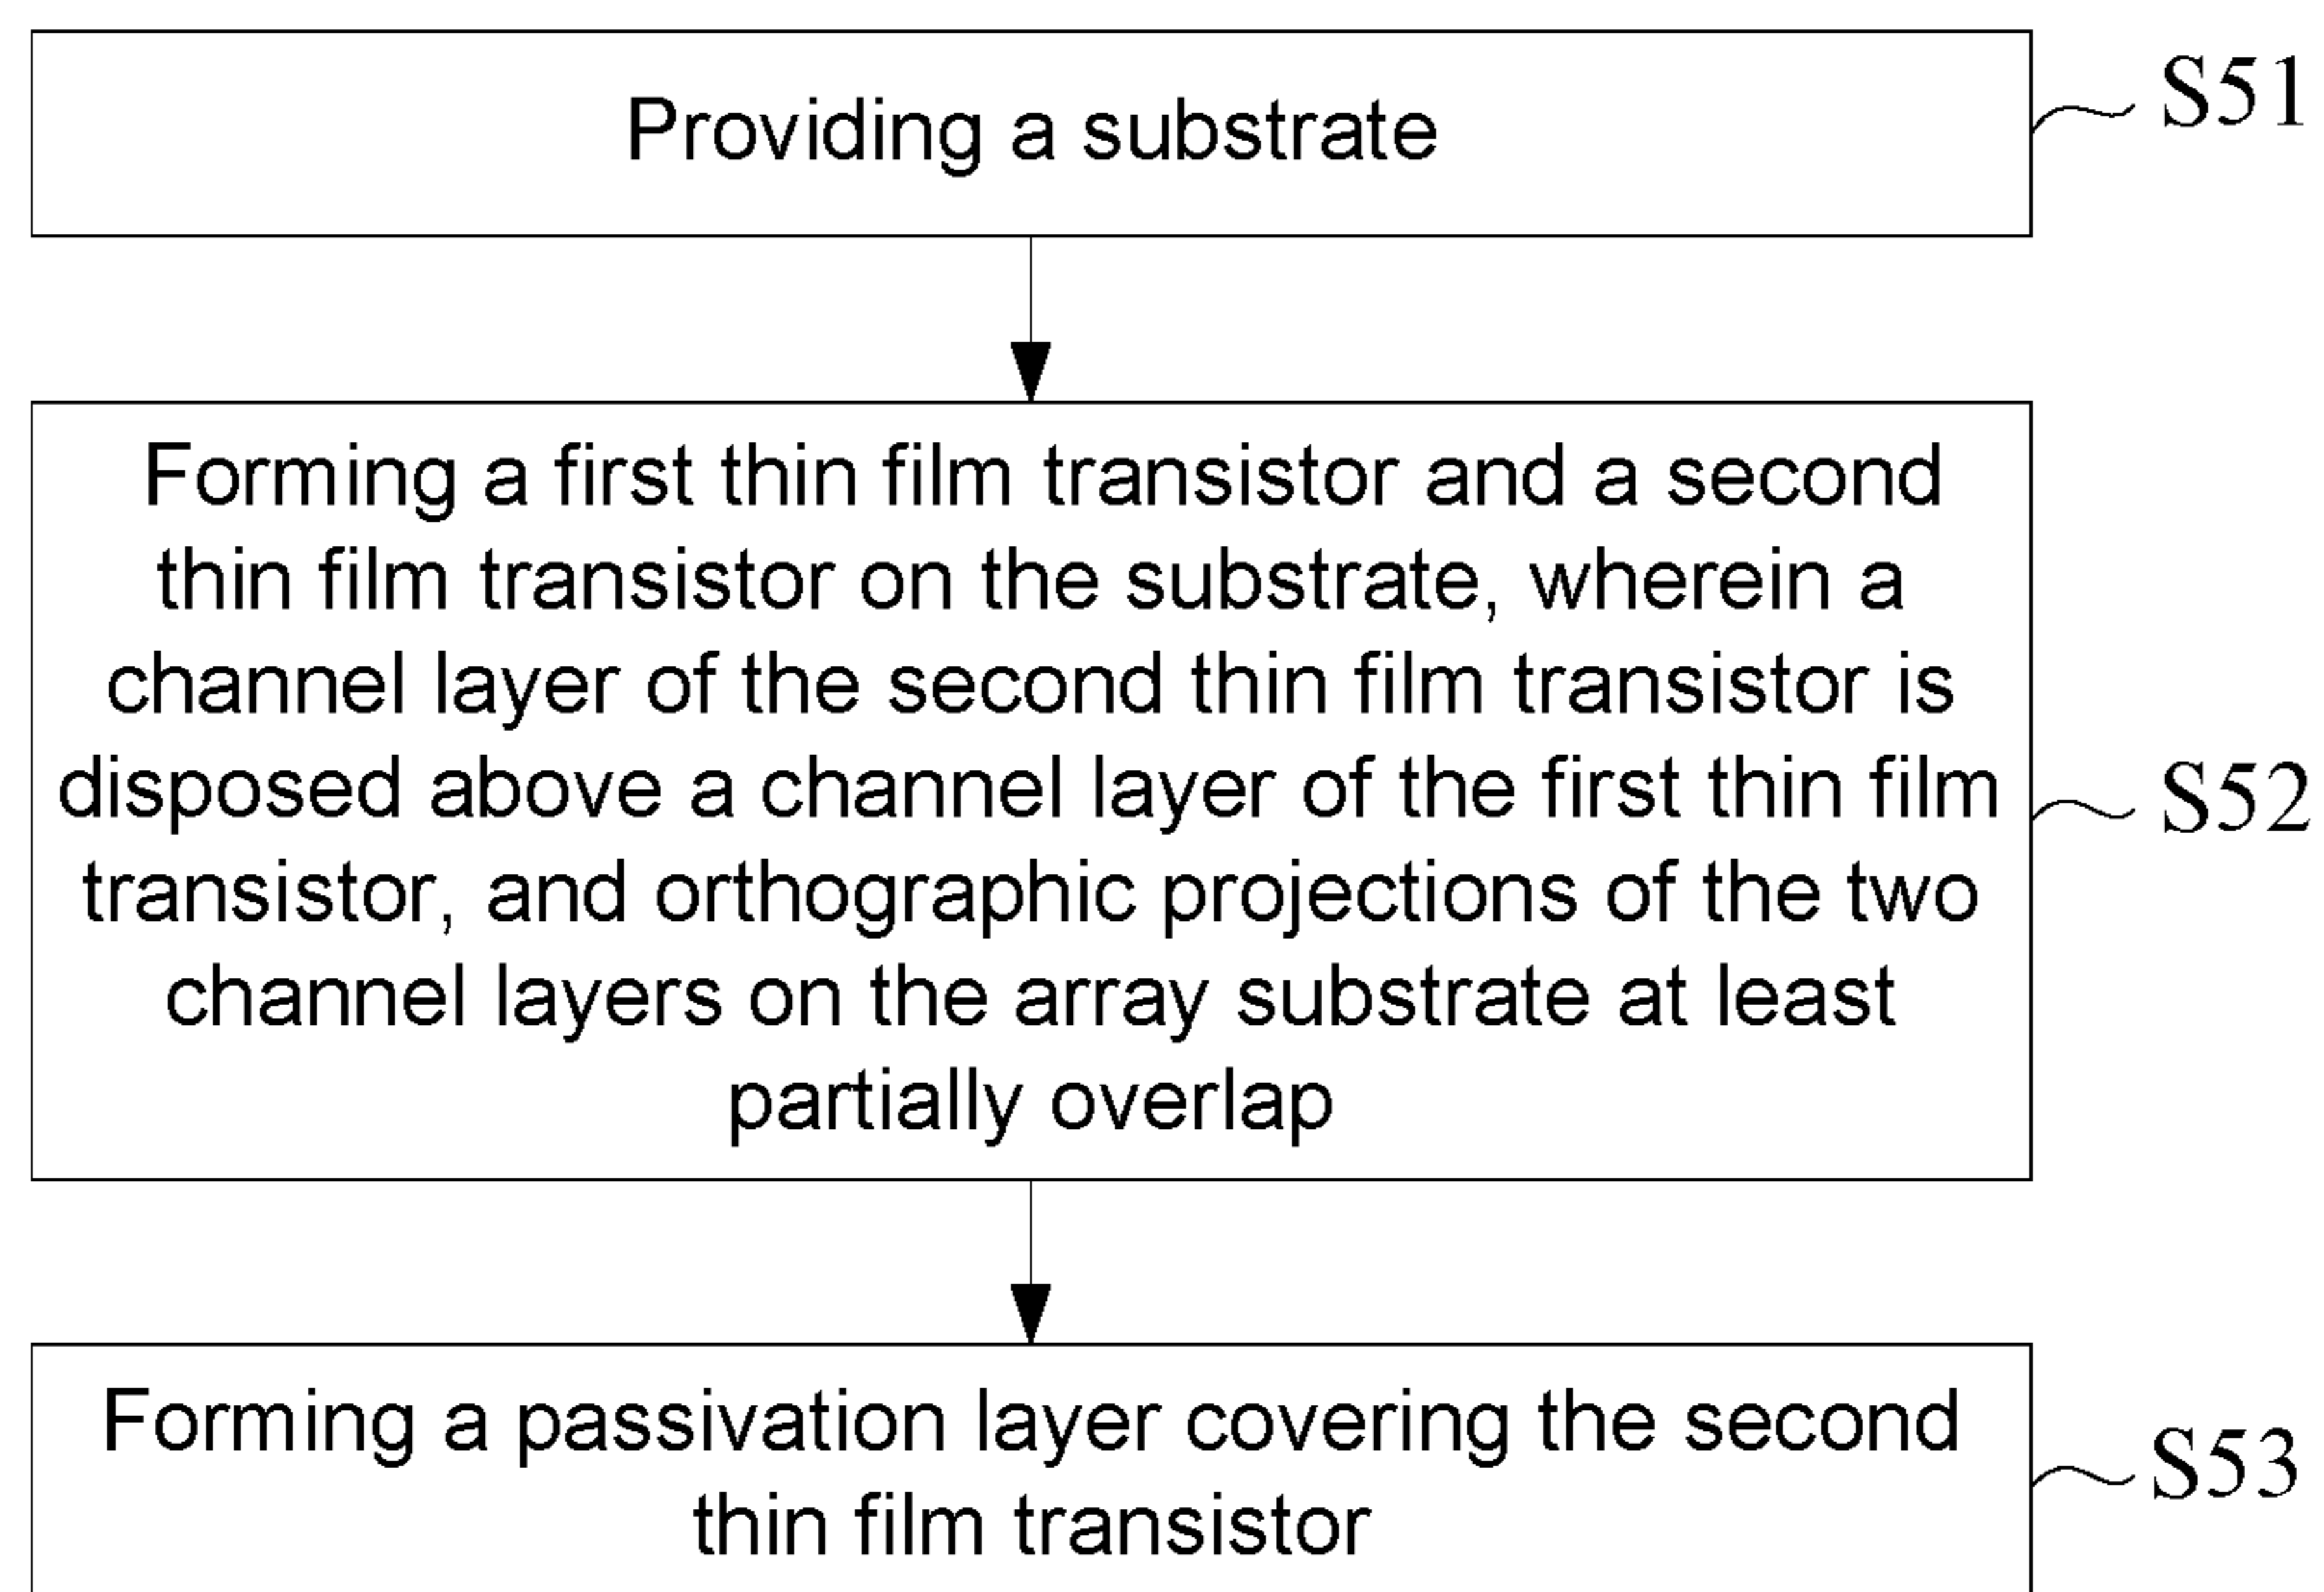 Providing a substrate
S51
Forming a first thin film transistor and a second
thin film transistor on the substrate, wherein a
channel layer of the second thin film transistor is
disposed above a channel layer of the first thin film
transistor, and orthographic projections of the two
channel layers on the array substrate at least
partially overlap
S52
Forming a passivation layer covering the second
thin film transistor
S53